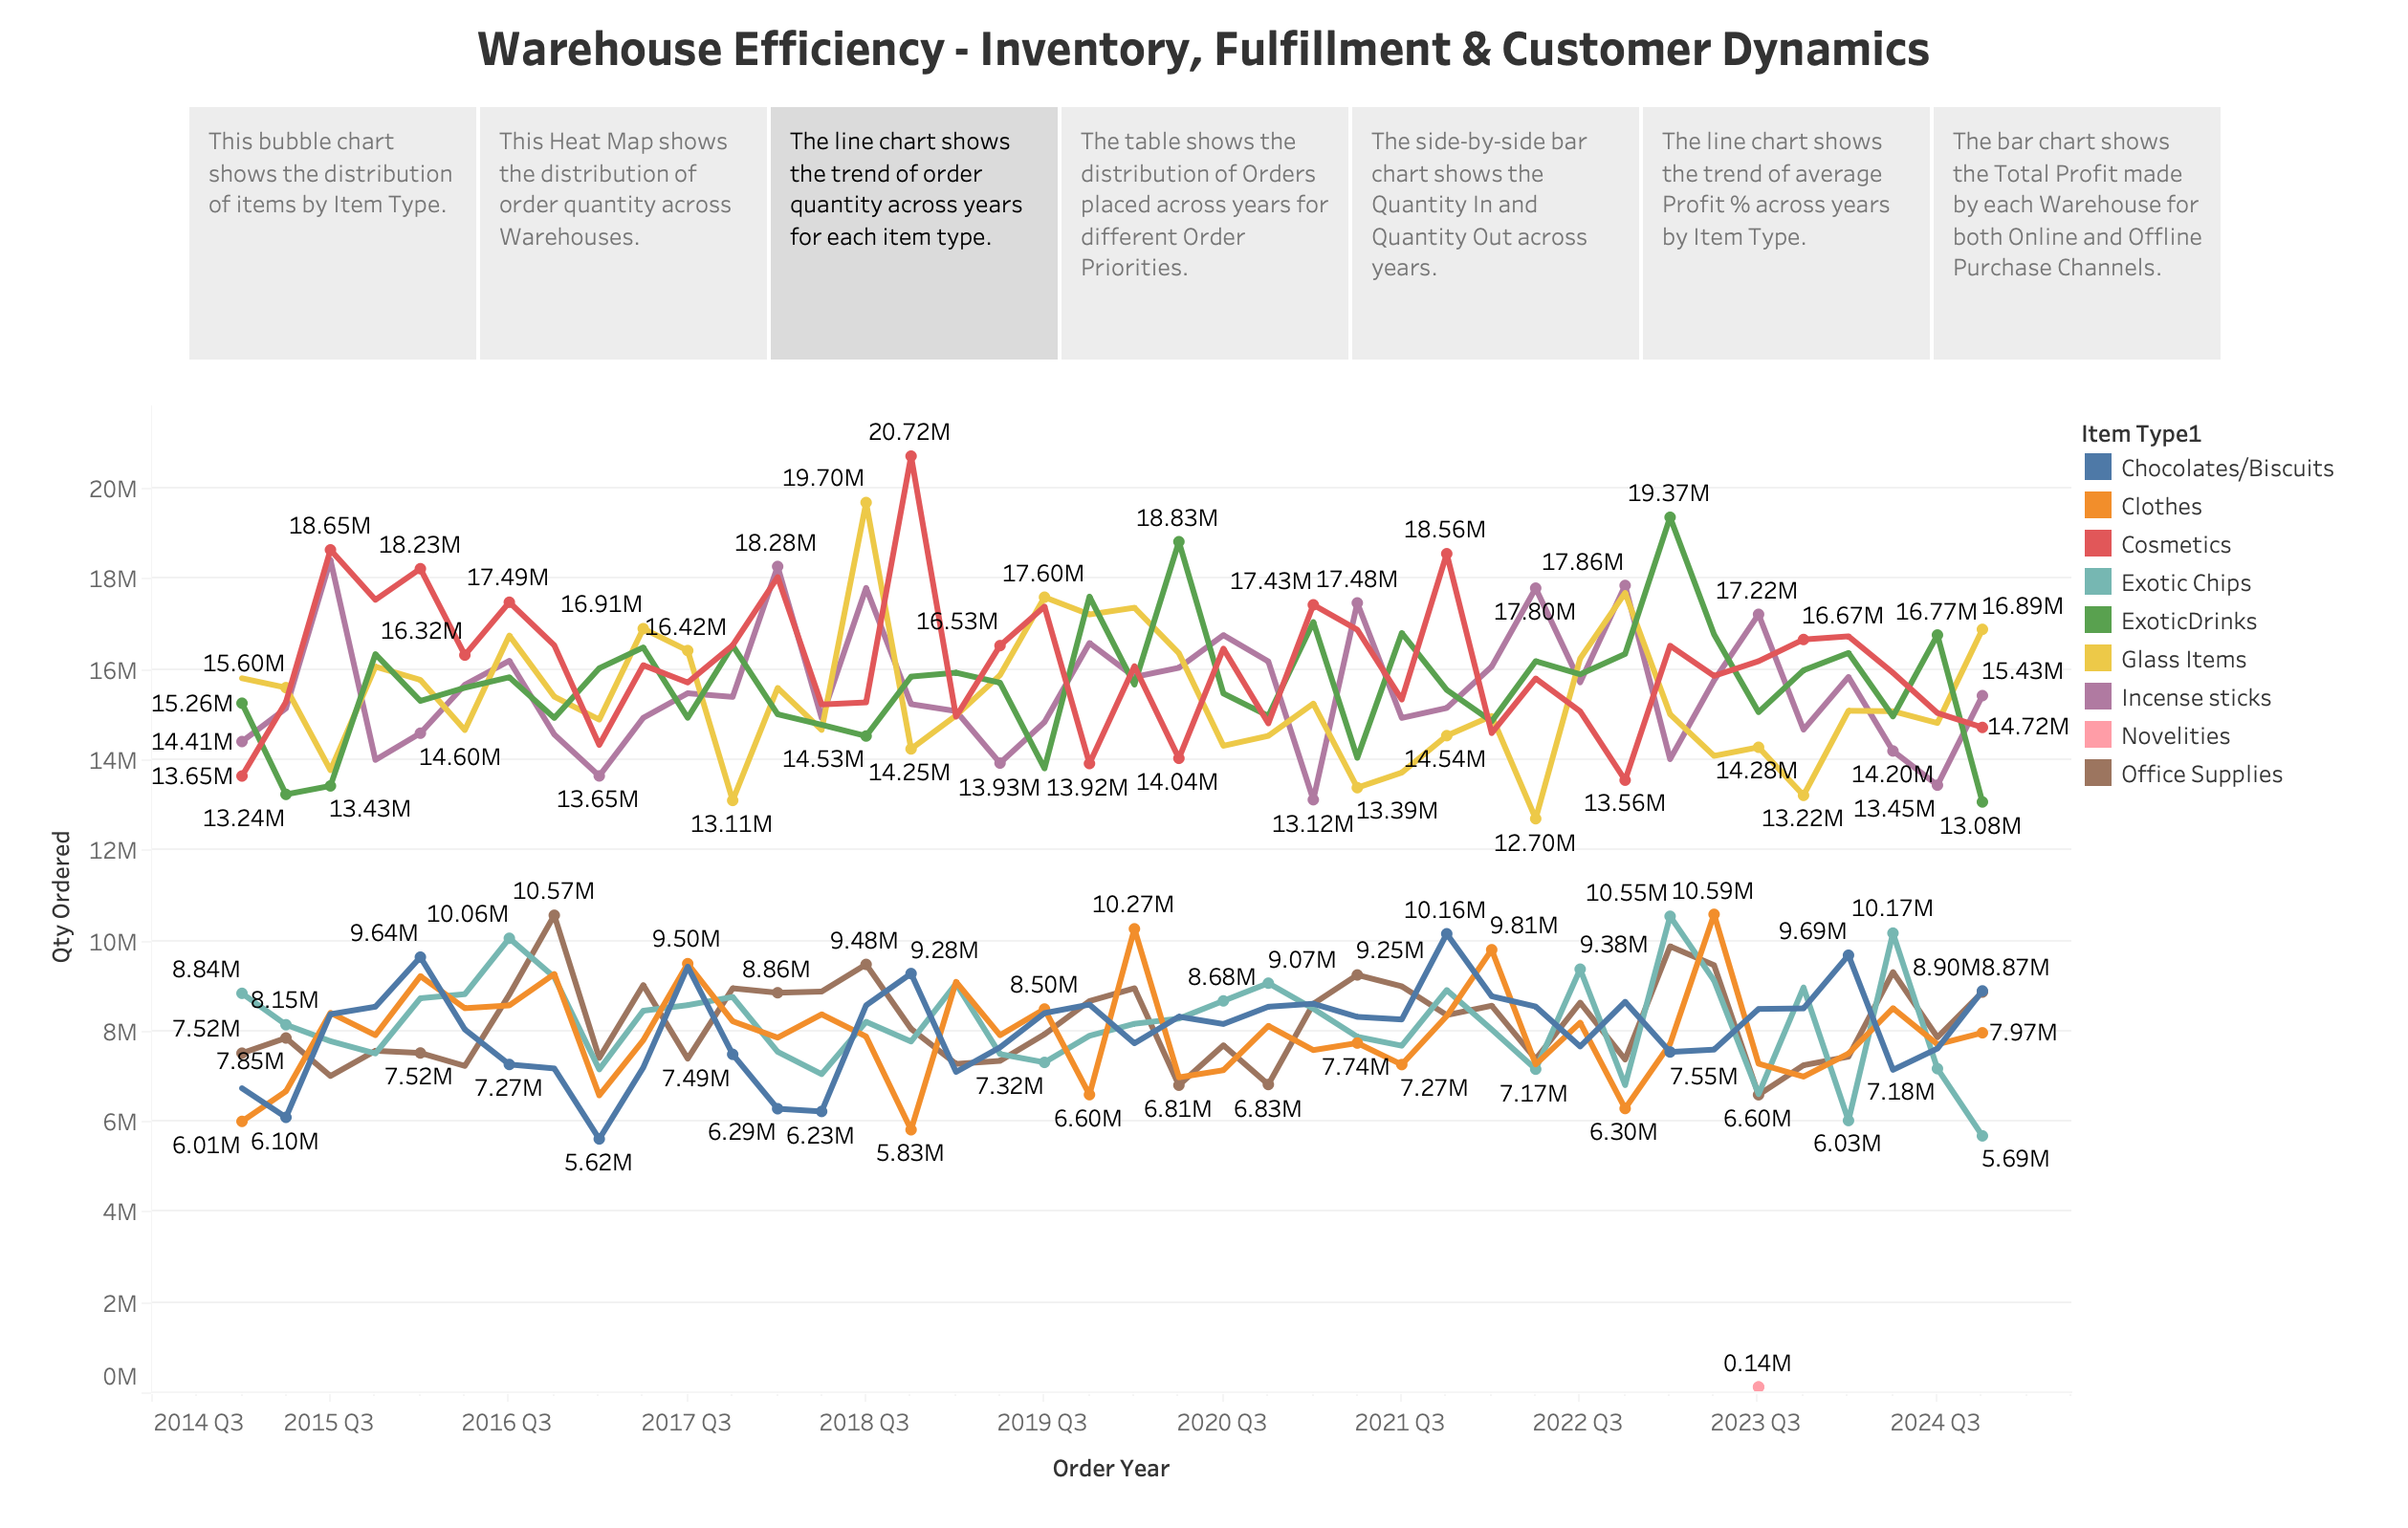 Warehouse Efficiency - Inventory, Fulfillment & Customer Dynamics
This bubble chart
shows the distribution
of items by Item Type.
This Heat Map shows
the distribution of
order quantity across
Warehouses.
The line chart shows
the trend of order
quantity across years
for each item type.
The table shows the
distribution of Orders
placed across years for
different Order
Priorities.
The side-by-side bar
chart shows the
Quantity In and
Quantity Out across
years.
The line chart shows
the trend of average
Profit % across years
by Item Type.
The bar chart shows
the Total Profit made
by each Warehouse for
both Online and Offline
Purchase Channels.
Qty Ordered
20M
18M
16M
14M
12M
10M
8M
6M
4M
2M
0M
20.72M
19.70M
19.37M
18.65M
18.23M
18.28M
18.83M
18.56M
17.49M
17.60M
17.43M
17.48M
17.86M
17.22M
16.91M
16.32M
16.42M
16.53M
17.80M
16.67M
16.77M
16.89M
15.60M
15.26M
14.41M
13.65M
13.24M
13.43M
14.60M
13.65M
13.11M
14.53M
14.25M
13.93M
13.92M
14.04M
13.12M
13.39M
14.54M
12.70M
13.56M
14.28M
13.22M
14.20M
13.45M
13.08M
15.43M
14.72M
8.84M
8.15M
7.52M
7.85M
6.01M
6.10M
9.64M
7.52M
10.06M
7.27M
10.57M
5.62M
9.50M
7.49M
8.86M
6.29M
6.23M
9.48M
9.28M
5.83M
8.50M
7.32M
10.27M
6.60M
6.81M
8.68M
9.07M
6.83M
9.25M
7.74M
10.16M
7.27M
9.81M
7.17M
9.38M
6.30M
10.55M
10.59M
7.55M
6.60M
9.69M
6.03M
10.17M
7.18M
8.90M
8.87M
7.97M
5.69M
0.14M
2014 Q3
2015 Q3
2016 Q3
2017 Q3
2018 Q3
2019 Q3
2020 Q3
2021 Q3
2022 Q3
2023 Q3
2024 Q3
Order Year
Item Type1
Chocolates/Biscuits
Clothes
Cosmetics
Exotic Chips
ExoticDrinks
Glass Items
Incense sticks
Novelities
Office Supplies